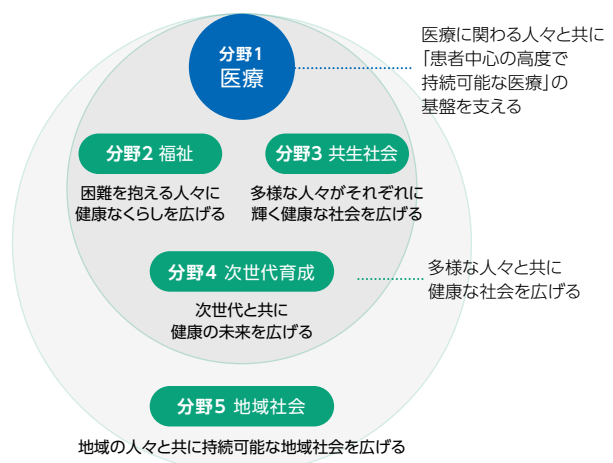 分野1
医療
医療に関わる人々と共に
「患者中心の高度で
持続可能な医療」の
基盤を支える
分野2 福祉
困難を抱える人々に
健康なくらしを広げる
分野3 共生社会
多様な人々がそれぞれに
輝く健康な社会を広げる
分野4 次世代育成
次世代と共に
健康の未来を広げる
多様な人々と共に
健康な社会を広げる
分野5 地域社会
地域の人々と共に持続可能な地域社会を広げる